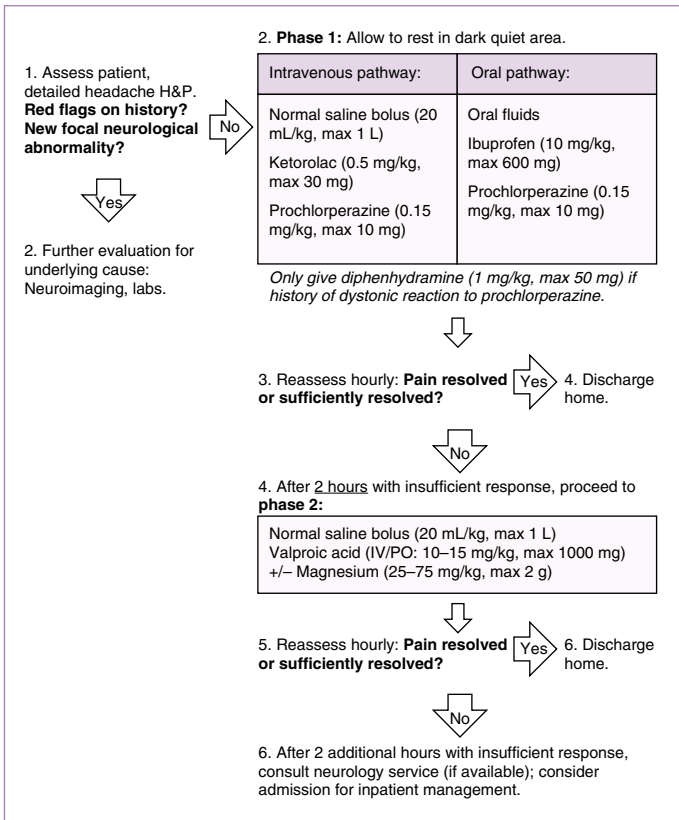 1. Assess patient,
detailed headache H&P.
Red flags on history?
New focal neurological
abnormality?
No
Yes
2. Further evaluation for
underlying cause:
Neuroimaging, labs.
2. Phase 1: Allow to rest in dark quiet area.
Intravenous pathway:
Normal saline bolus (20
mL/kg, max 1 L)
Ketorolac (0.5 mg/kg,
max 30 mg)
Prochlorperazine (0.15
mg/kg, max 10 mg)
Oral pathway:
Oral fluids
Ibuprofen (10 mg/kg,
max 600 mg)
Prochlorperazine (0.15
mg/kg, max 10 mg)
Only give diphenhydramine (1 mg/kg, max 50 mg) if
history of dystonic reaction to prochlorperazine.
3. Reassess hourly: Pain resolved
or sufficiently resolved?
Yes
4. Discharge
home.
No
4. After 2 hours with insufficient response, proceed to
phase 2:
Normal saline bolus (20 mL/kg, max 1 L)
Valproic acid (IV/PO: 10–15 mg/kg, max 1000 mg)
+/– Magnesium (25–75 mg/kg, max 2 g)
5. Reassess hourly: Pain resolved
or sufficiently resolved?
Yes
6. Discharge
home.
No
6. After 2 additional hours with insufficient response,
consult neurology service (if available); consider
admission for inpatient management.